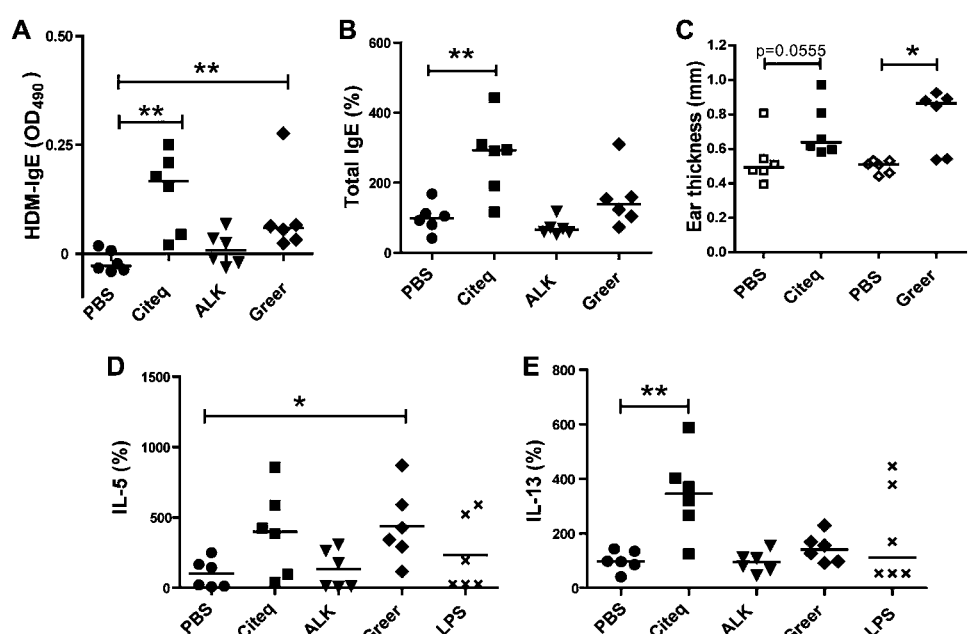 A
HDM-IgE (OD490)
0.50
0.25
0
**
**
PBS
Citeq
ALK
Greer
B
Total IgE (%)
600
400
200
0
**
PBS
Citeq
ALK
Greer
C
Ear thickness (mm)
1.2
1.0
0.8
0.6
0.4
0.2
0.0
p=0.0555
*
PBS
Citeq
PBS
Greer
D
IL-5 (%)
1500
1000
500
0
*
PBS
Citeq
ALK
Greer
LPS
E
IL-13 (%)
800
600
400
200
0
**
PBS
Citeq
ALK
Greer
LPS